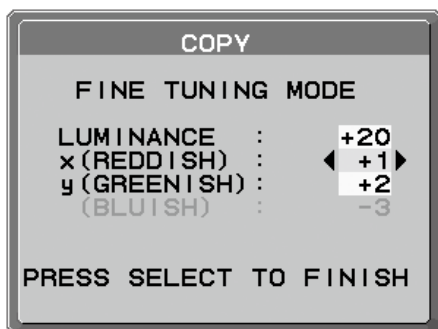 COPY
FINE TUNING MODE
LUMINANCE : +20
x(REDDISH) : +1
y(GREENISH) : +2
(BLUISH) : -3
PRESS SELECT TO FINISH